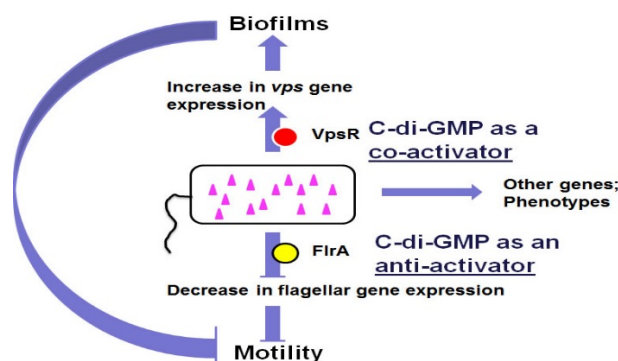 Biofilms
Increase in vps gene
expression
VpsR
C-di-GMP as a
co-activator
Other genes;
Phenotypes
FlrA
C-di-GMP as an
anti-activator
Decrease in flagellar gene expression
Motility